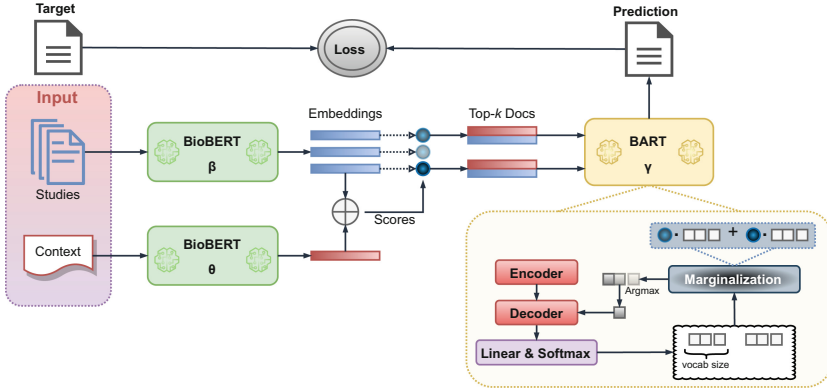 Target
Prediction
Loss
Input
Embeddings
Top-k Docs
BioBERT
β
BART
γ
Studies
Scores
Context
BioBERT
θ
· +  ·
Encoder
Marginalization
Argmax
Decoder
Linear & Softmax
vocab size